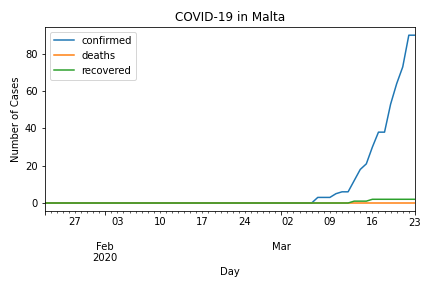 COVID-19 in Malta
confirmed
deaths
recovered
Number of Cases
80
60
40
20
0
27 03 10 17 24 02 09 16 23
Feb Mar
2020
Day